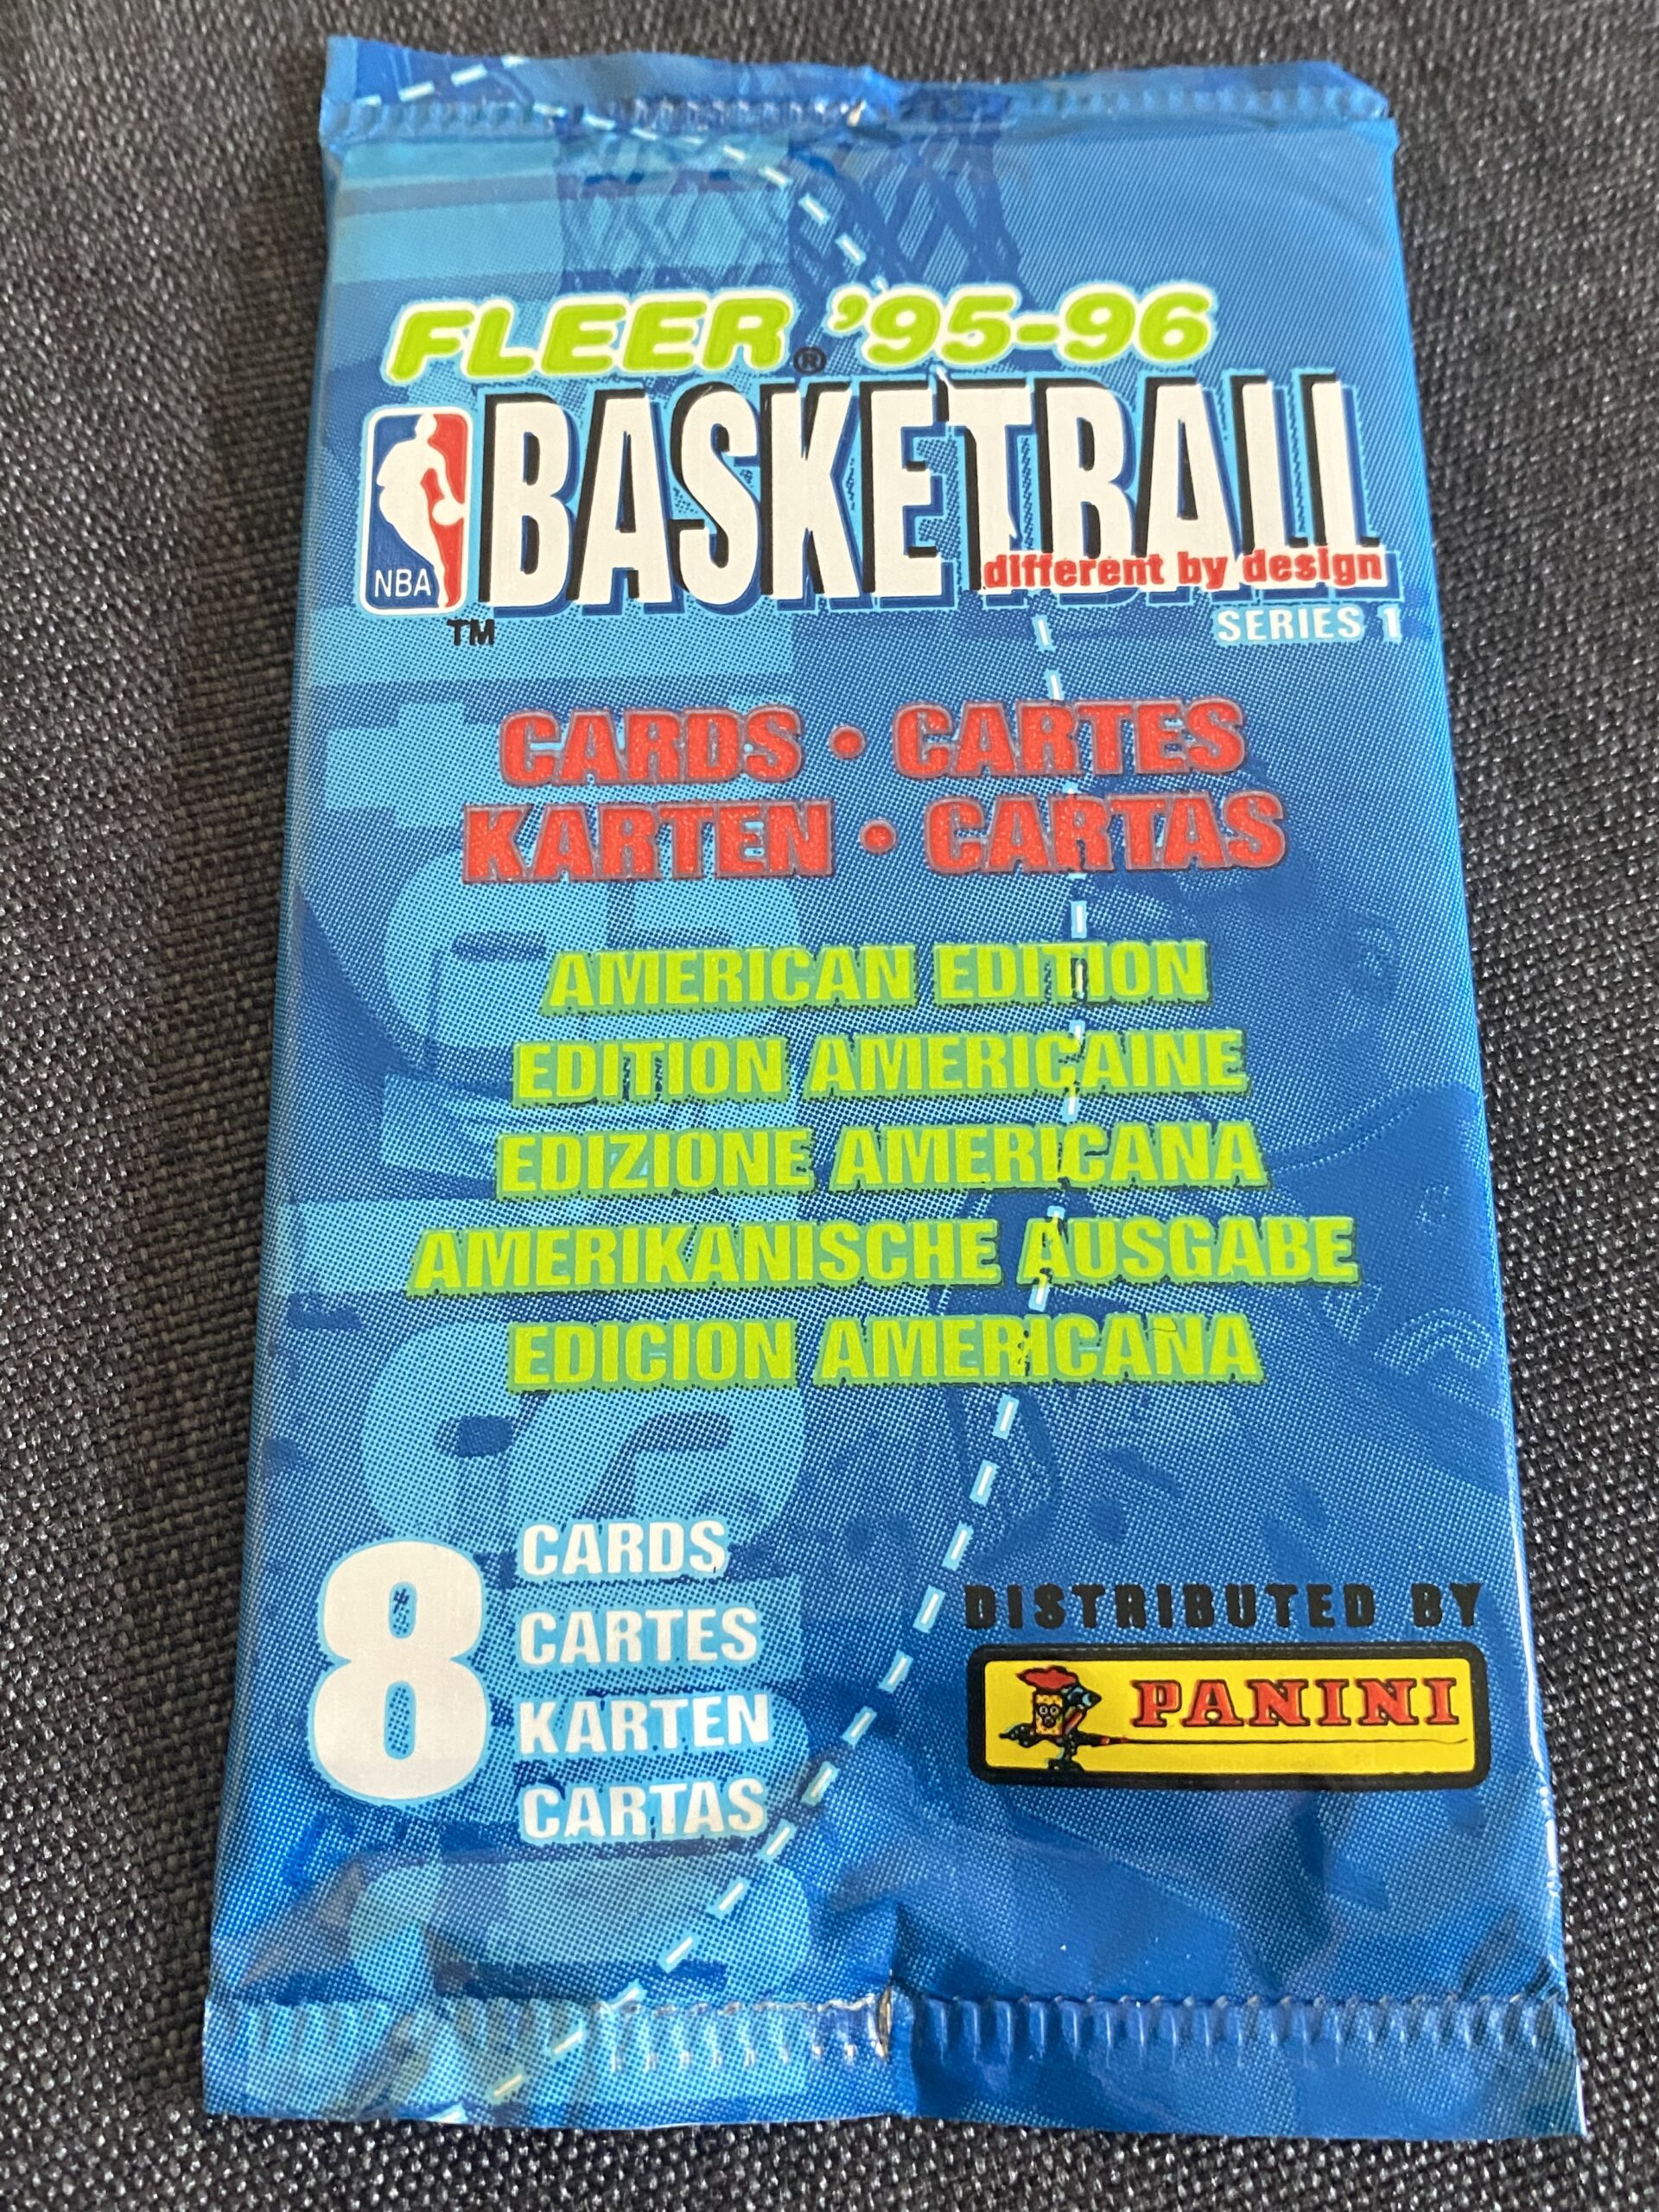 FLEER® '95-96
BASKETBALL
NBA
different by design
TM
SERIES 1
CARDS • CARTES
KARTEN • CARTAS
AMERICAN EDITION
EDITION AMERICAINE
EDIZIONE AMERICANA
AMERIKANISCHE AUSGABE
EDICION AMERICANA
8
CARDS
CARTES
KARTEN
CARTAS
DISTRIBUTED BY
PANINI